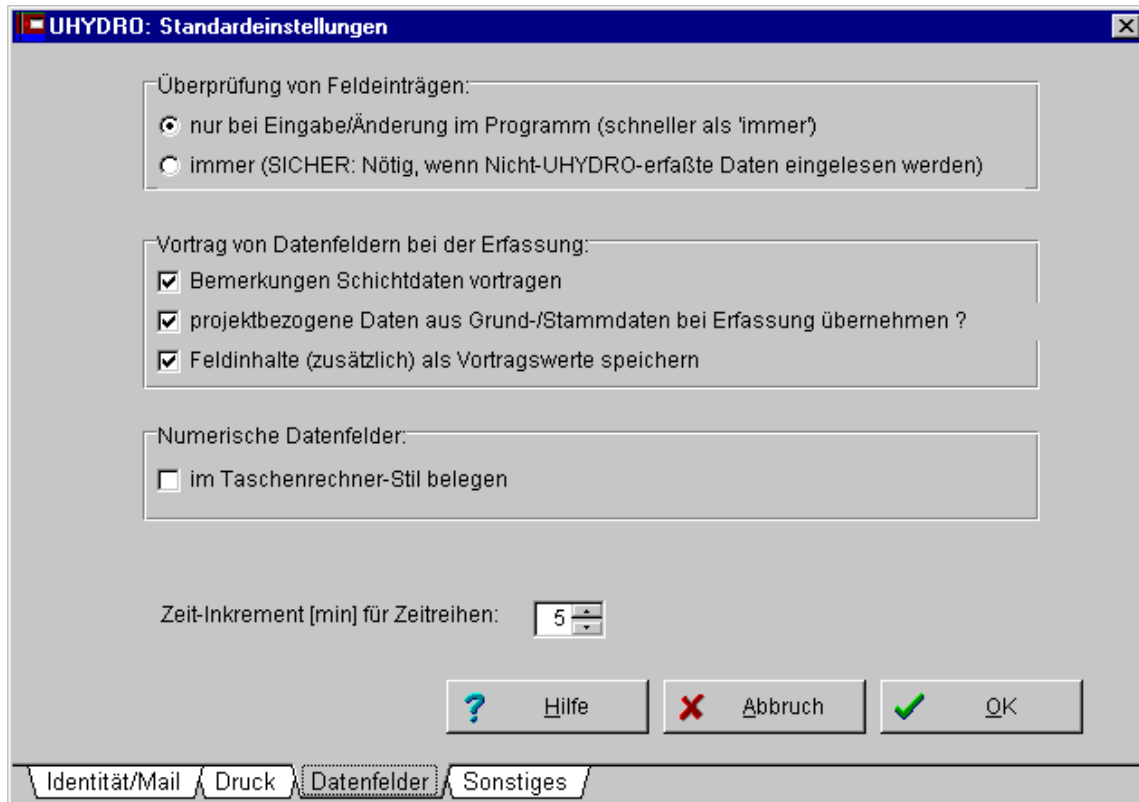 UHYDRO: Standardeinstellungen
Überprüfung von Feldeinträgen:
nur bei Eingabe/Änderung im Programm (schneller als 'immer')
immer (SICHER: Nötig, wenn Nicht-UHYDRO-erfaßte Daten eingelesen werden)
Vortrag von Datenfeldern bei der Erfassung:
Bemerkungen Schichtdaten vortragen
projektbezogene Daten aus Grund-/Stammdaten bei Erfassung übernehmen ?
Feldinhalte (zusätzlich) als Vortragswerte speichern
Numerische Datenfelder:
im Taschenrechner-Stil belegen
Zeit-Inkrement [min] für Zeitreihen: 5
? Hilfe Abbruch OK
Identität/Mail Druck Datenfelder Sonstiges